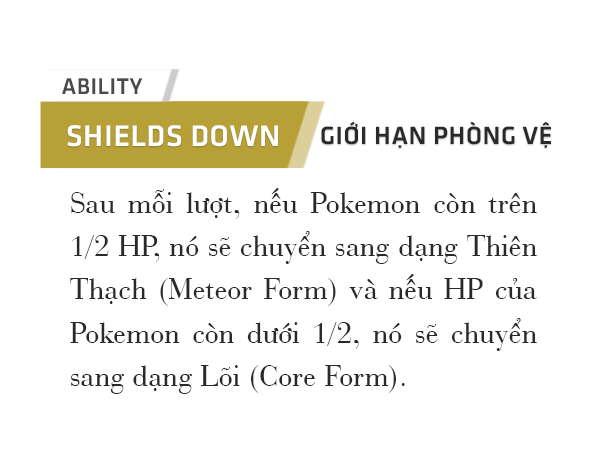 ABILITY
SHIELDS DOWN GIỚI HẠN PHÒNG VỆ
Sau mỗi lượt, nếu Pokemon còn trên
1/2 HP, nó sẽ chuyển sang dạng Thiên
Thạch (Meteor Form) và nếu HP của
Pokemon còn dưới 1/2, nó sẽ chuyển
sang dạng Lõi (Core Form).